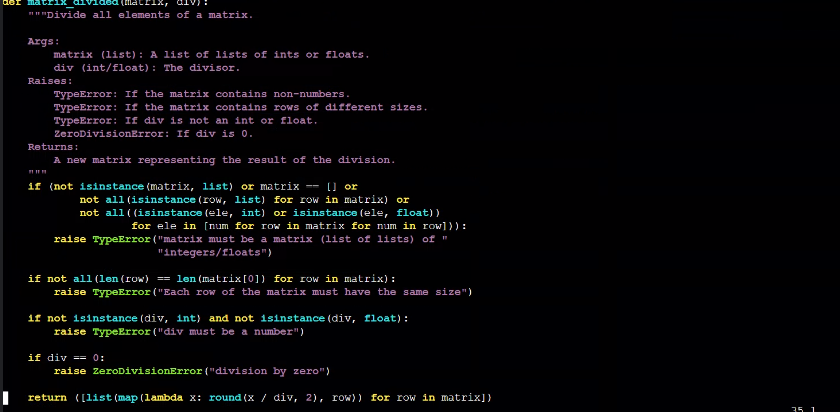 def matrix_divided(matrix, div):
    """Divide all elements of a matrix.

    Args:
        matrix (list): A list of lists of ints or floats.
        div (int/float): The divisor.
    Raises:
        TypeError: If the matrix contains non-numbers.
        TypeError: If the matrix contains rows of different sizes.
        TypeError: If div is not an int or float.
        ZeroDivisionError: If div is 0.
    Returns:
        A new matrix representing the result of the division.
    """
    if (not isinstance(matrix, list) or matrix == [] or
            not all(isinstance(row, list) for row in matrix) or
            not all((isinstance(ele, int) or isinstance(ele, float))
                    for ele in [num for row in matrix for num in row])):
        raise TypeError("matrix must be a matrix (list of lists) of "
                        "integers/floats")

    if not all(len(row) == len(matrix[0]) for row in matrix):
        raise TypeError("Each row of the matrix must have the same size")

    if not isinstance(div, int) and not isinstance(div, float):
        raise TypeError("div must be a number")

    if div == 0:
        raise ZeroDivisionError("division by zero")

    return ([list(map(lambda x: round(x / div, 2), row)) for row in matrix])
35,1